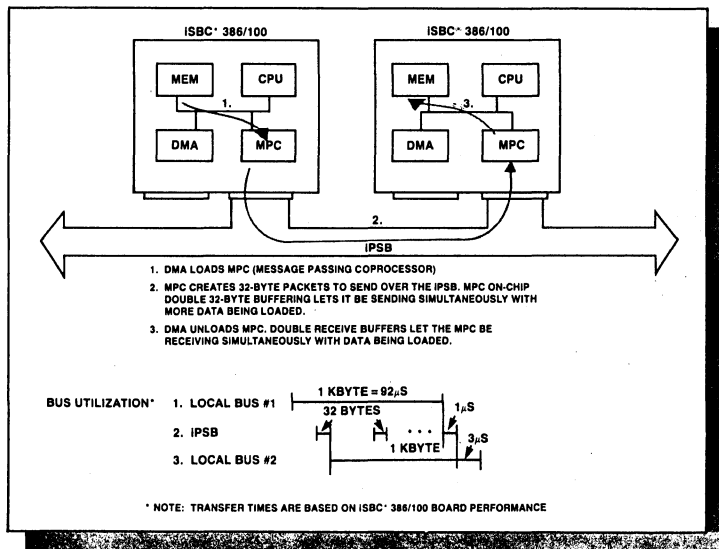 iSBC* 386/100 iSBC^ 386/100
MEM CPU MEM CPU
1. 3.
DMA MPC DMA MPC
2.
iPSB
1. DMA LOADS MPC (MESSAGE PASSING COPROCESSOR)
2. MPC CREATES 32-BYTE PACKETS TO SEND OVER THE IPSB. MPC ON-CHIP
DOUBLE 32-BYTE BUFFERING LETS IT BE SENDING SIMULTANEOUSLY WITH
MORE DATA BEING LOADED.
3. DMA UNLOADS MPC. DOUBLE RECEIVE BUFFERS LET THE MPC BE
RECEIVING SIMULTANEOUSLY WITH DATA BEING LOADED.
1 KBYTE = 92μS
BUS UTILIZATION* 1. LOCAL BUS #1
32 BYTES 1μS
2. iPSB • • •
1 KBYTE 3μS
3. LOCAL BUS #2
* NOTE: TRANSFER TIMES ARE BASED ON iSBC* 386/100 BOARD PERFORMANCE